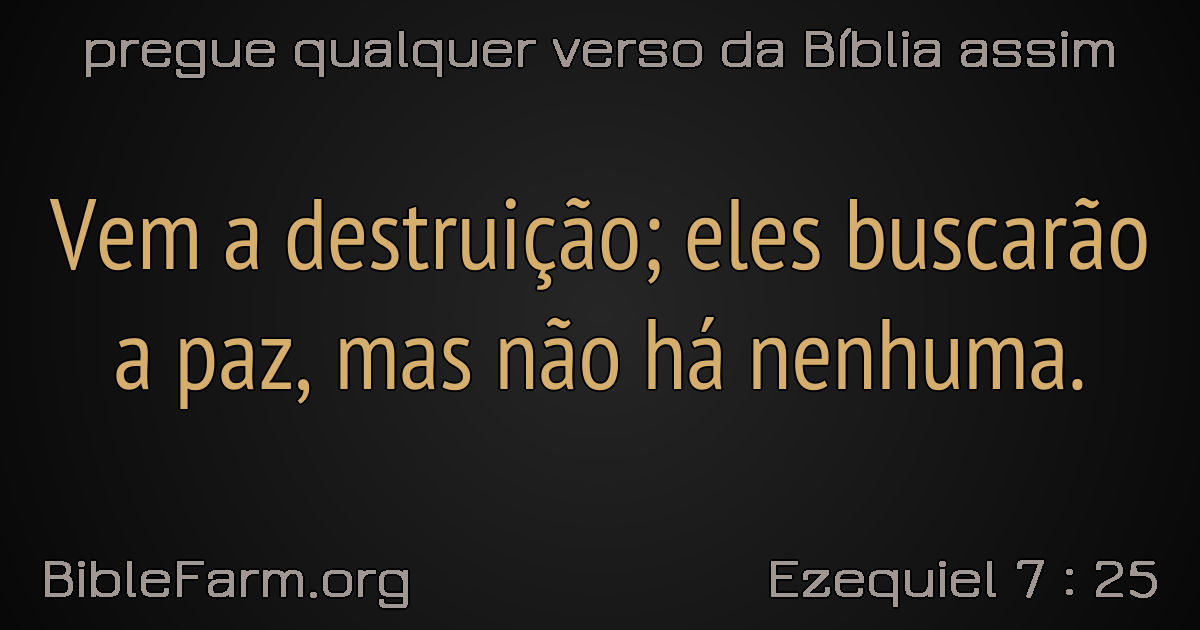 pregue qualquer verso da Bíblia assim
Vem a destruição; eles buscarão
a paz, mas não há nenhuma.
BibleFarm.org
Ezequiel 7 : 25